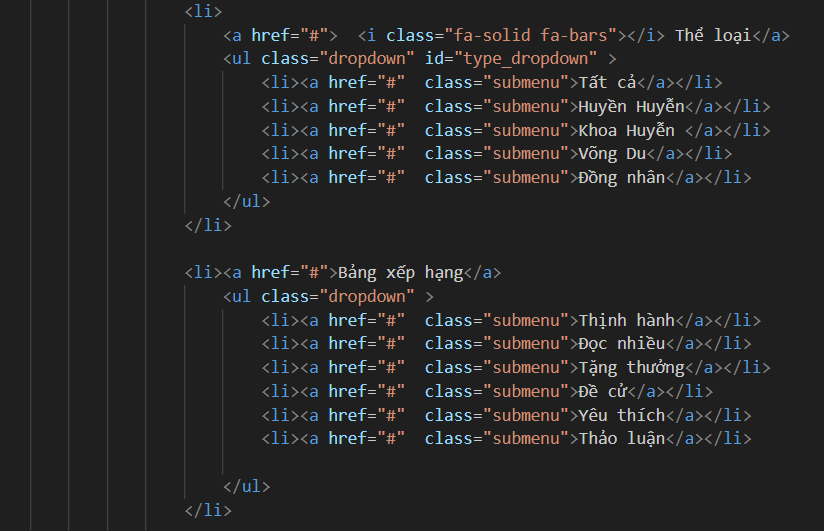 <li>
<a href="#">  <i class="fa-solid fa-bars"></i> Thể loại</a>
<ul class="dropdown" id="type_dropdown" >
<li><a href="#"  class="submenu">Tất cả</a></li>
<li><a href="#"  class="submenu">Huyền Huyễn</a></li>
<li><a href="#"  class="submenu">Khoa Huyễn </a></li>
<li><a href="#"  class="submenu">Võng Du</a></li>
<li><a href="#"  class="submenu">Đồng nhân</a></li>
</ul>
</li>
<li><a href="#">Bảng xếp hạng</a>
<ul class="dropdown" >
<li><a href="#"  class="submenu">Thịnh hành</a></li>
<li><a href="#"  class="submenu">Đọc nhiều</a></li>
<li><a href="#"  class="submenu">Tặng thưởng</a></li>
<li><a href="#"  class="submenu">Đề cử</a></li>
<li><a href="#"  class="submenu">Yêu thích</a></li>
<li><a href="#"  class="submenu">Thảo luận</a></li>
</ul>
</li>